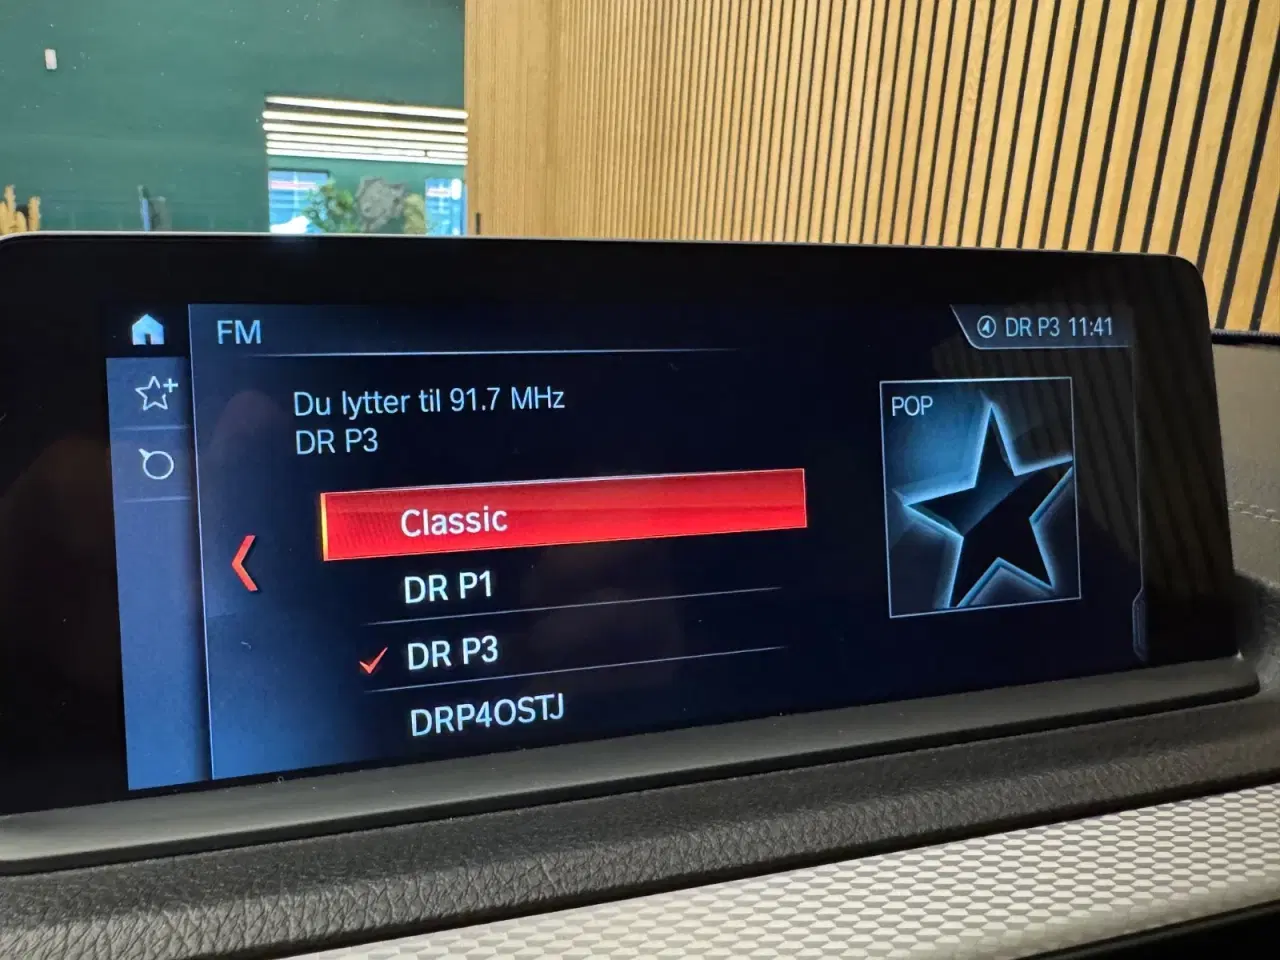 FM
DR P3 11:41
Du lytter til 91.7 MHz
DR P3
POP
Classic
DR P1
DR P3
DRP4OSTJ